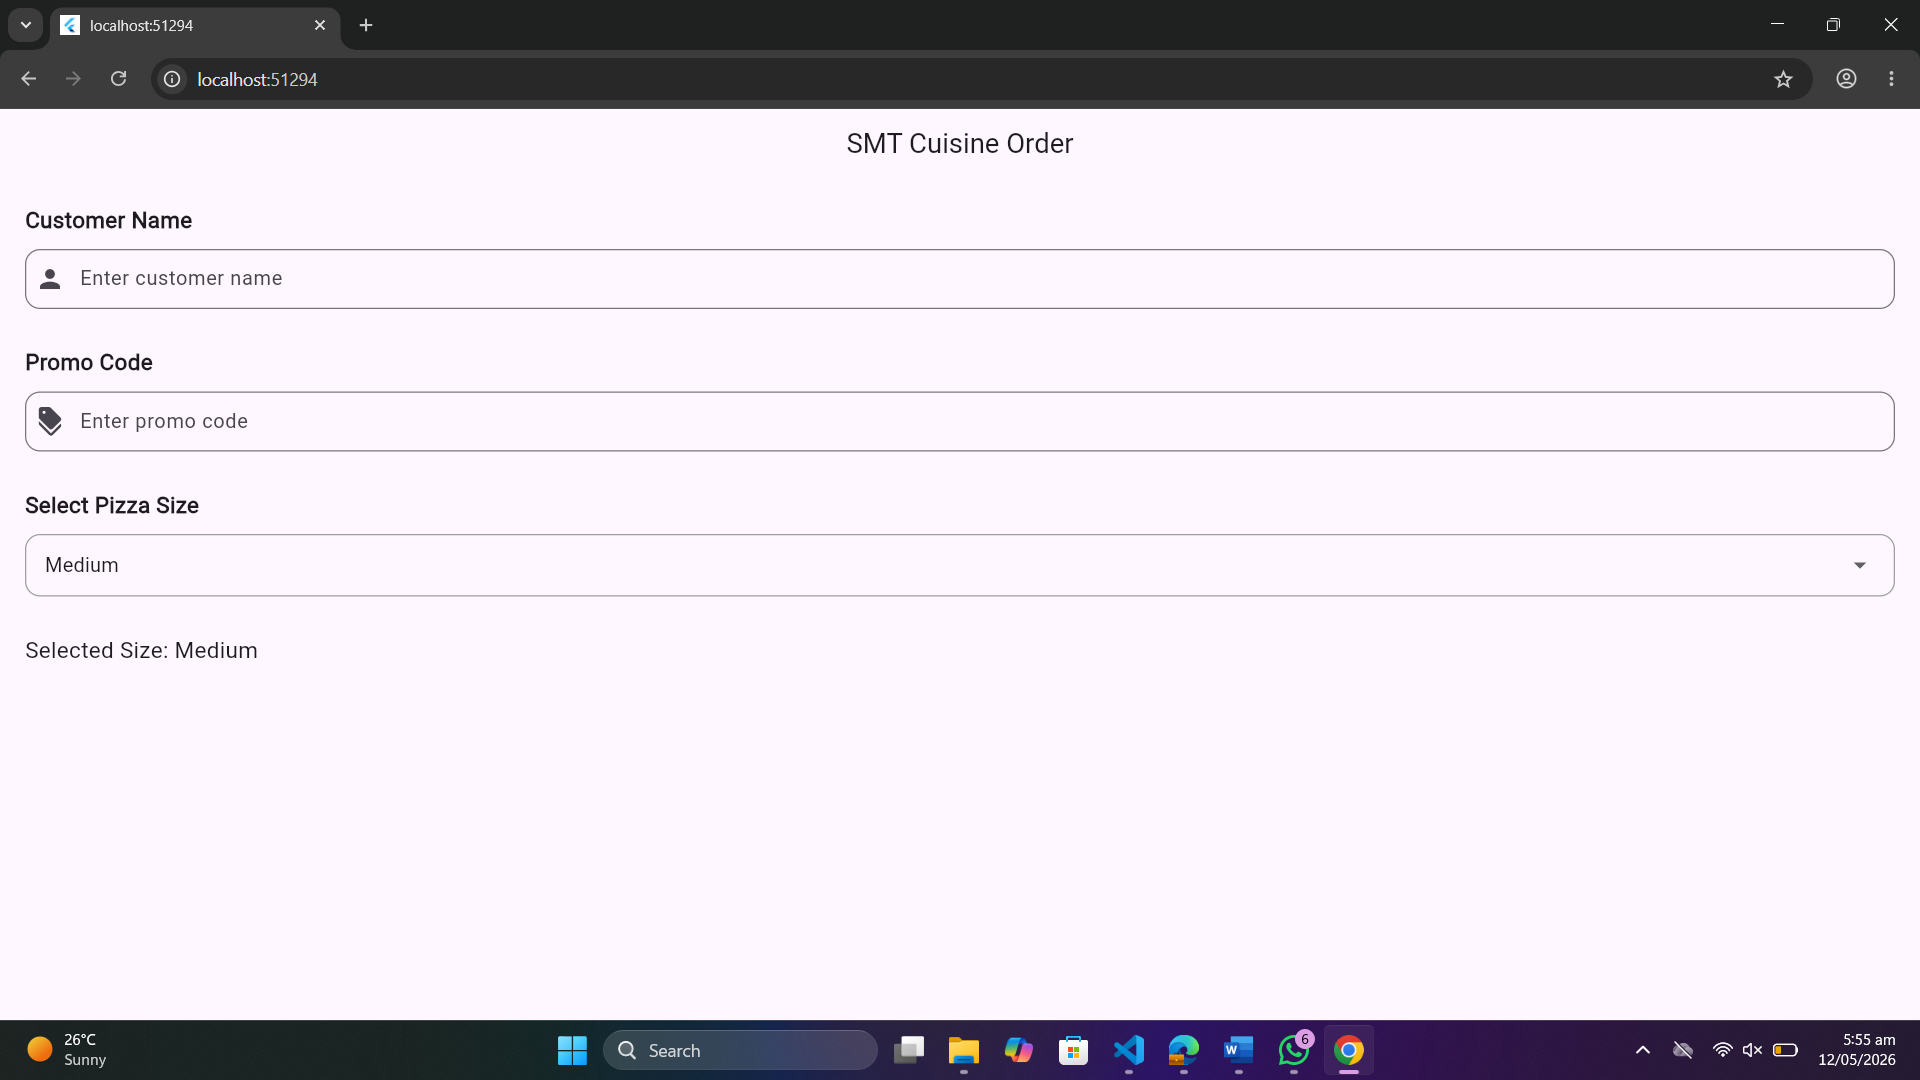 localhost:51294
localhost:51294
SMT Cuisine Order
Customer Name
Enter customer name
Promo Code
Enter promo code
Select Pizza Size
Medium
Selected Size: Medium
26°C
Sunny
Search
W
6
5:55 am
12/05/2026